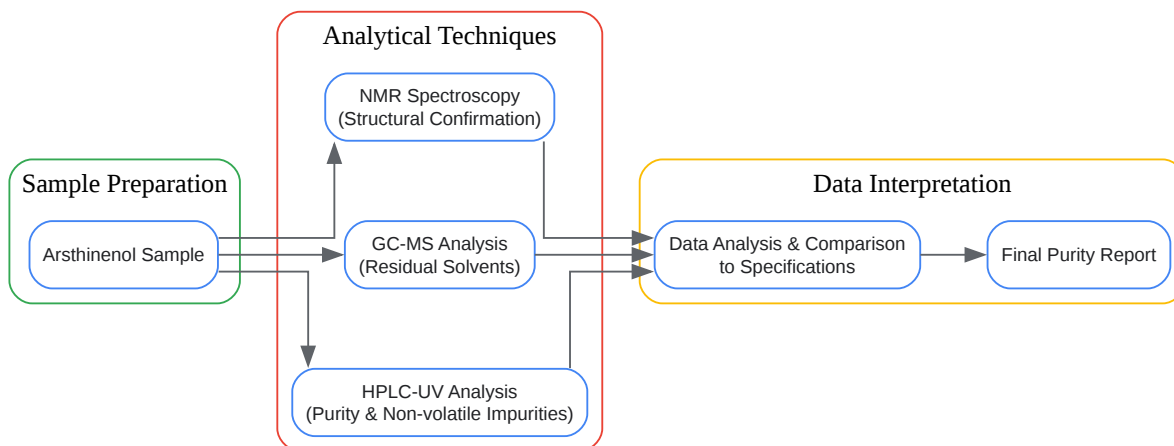 Analytical Techniques
NMR Spectroscopy
(Structural Confirmation)
Sample Preparation
Arsthinenol Sample
GC-MS Analysis
(Residual Solvents)
HPLC-UV Analysis
(Purity & Non-volatile Impurities)
Data Interpretation
Data Analysis & Comparison
to Specifications
Final Purity Report